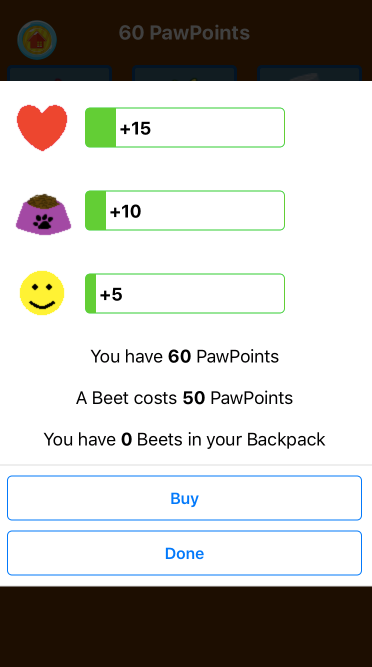 60 PawPoints
+15
+10
+5
You have 60 PawPoints
A Beet costs 50 PawPoints
You have 0 Beets in your Backpack
Buy
Done